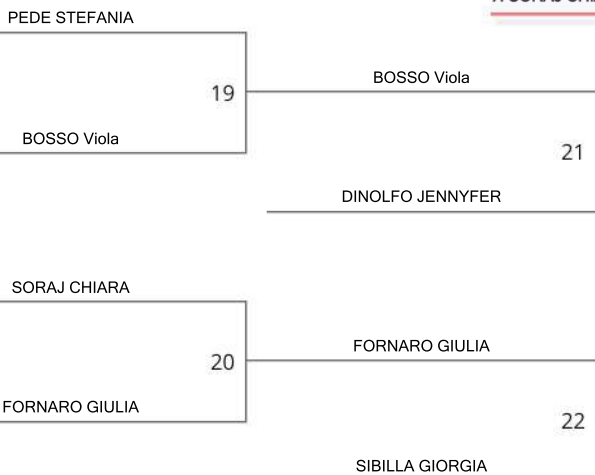 PEDE STEFANIA
19
BOSSO Viola
BOSSO Viola
21
DINOLFO JENNYFER
SORAJ CHIARA
20
FORNARO GIULIA
FORNARO GIULIA
22
SIBILLA GIORGIA